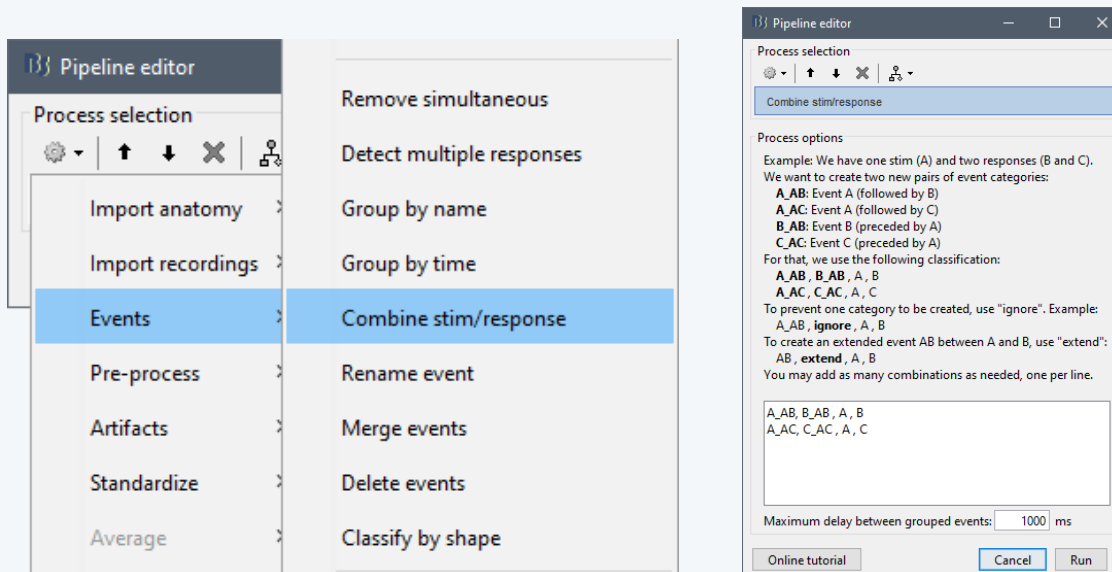 Pipeline editor
Process selection
Import anatomy
Import recordings
Events
Pre-process
Artifacts
Standardize
Average
Remove simultaneous
Detect multiple responses
Group by name
Group by time
Combine stim/response
Rename event
Merge events
Delete events
Classify by shape
Pipeline editor
Process selection
Combine stim/response
Process options
Example: We have one stim (A) and two responses (B and C).
We want to create two new pairs of event categories:
A_AB: Event A (followed by B)
A_AC: Event A (followed by C)
B_AB: Event B (preceded by A)
C_AC: Event C (preceded by A)
For that, we use the following classification:
A_AB , B_AB , A , B
A_AC , C_AC , A , C
To prevent one category to be created, use "ignore". Example:
A_AB , ignore , A , B
To create an extended event AB between A and B, use "extend":
AB , extend , A , B
You may add as many combinations as needed, one per line.
A_AB, B_AB , A , B
A_AC, C_AC , A , C
Maximum delay between grouped events: 1000 ms
Online tutorial Cancel Run